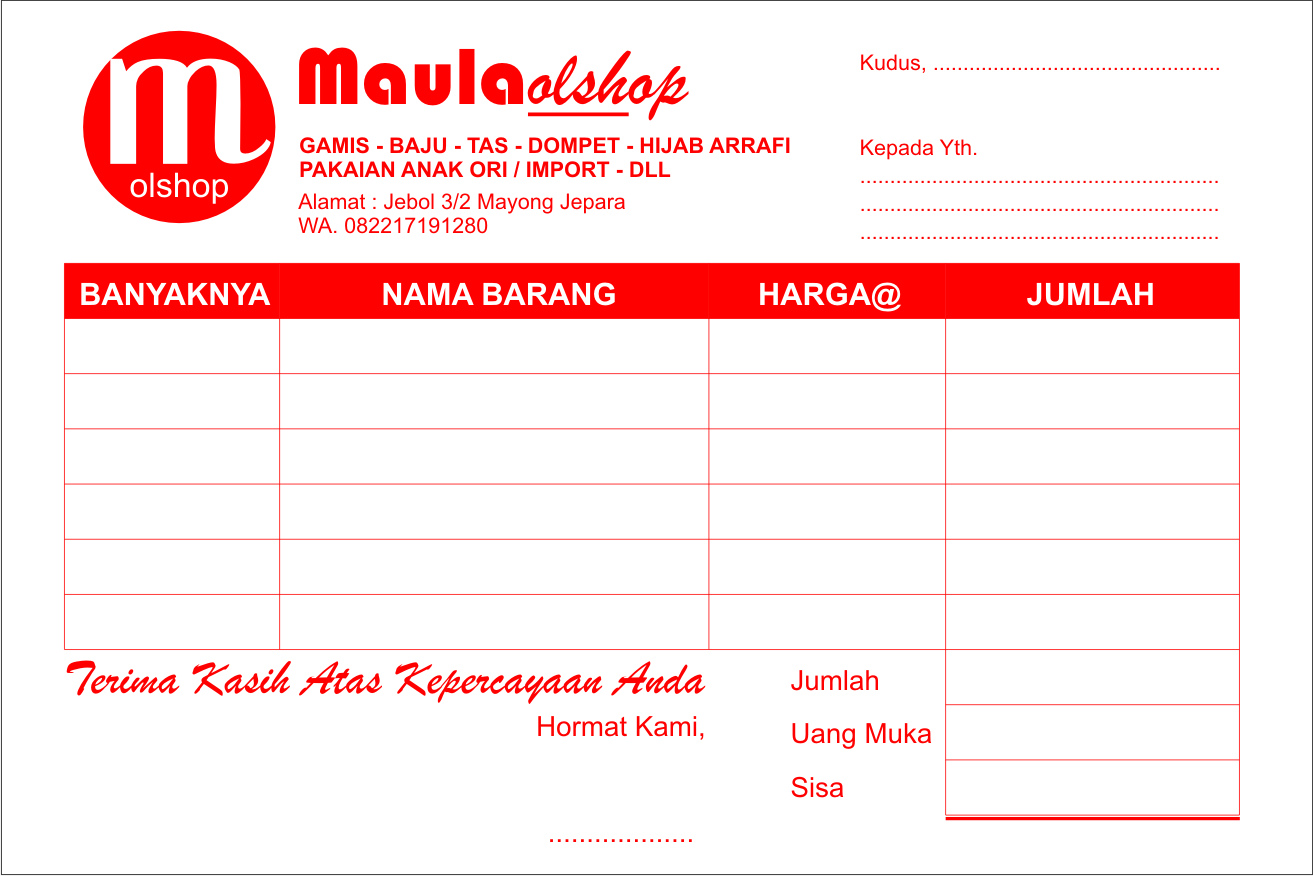 m
olshop
Maula olshop
GAMIS - BAJU - TAS - DOMPET - HIJAB ARRAFI
PAKAIAN ANAK ORI / IMPORT - DLL
Alamat : Jebol 3/2 Mayong Jepara
WA. 082217191280
Kudus, ................................................
Kepada Yth.
............................................................
............................................................
............................................................
BANYAKNYA NAMA BARANG HARGA@ JUMLAH
Terima Kasih Atas Kepercayaan Anda
Hormat Kami,
...................
Jumlah
Uang Muka
Sisa